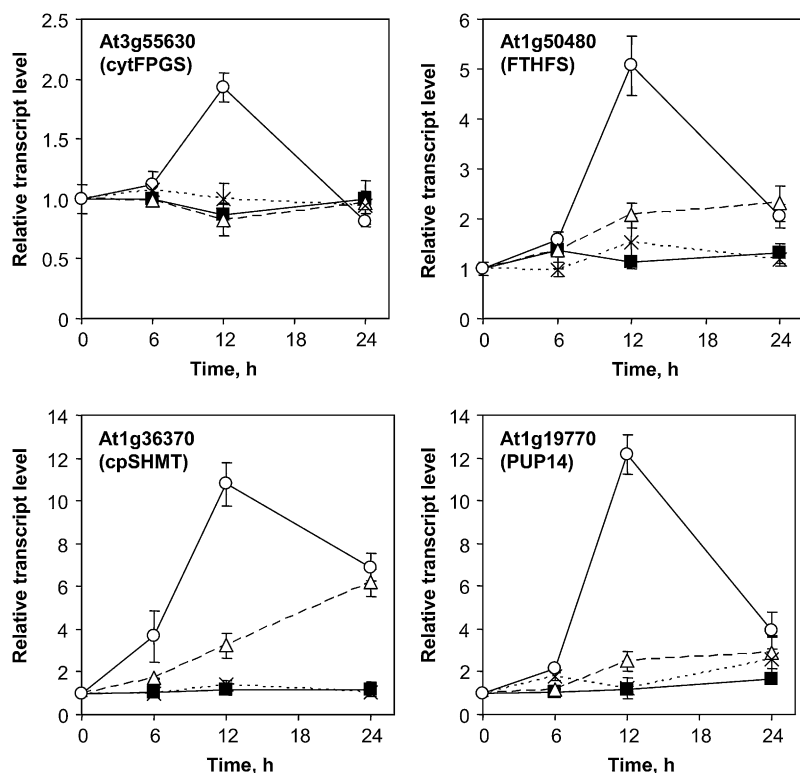 At3g55630
(cytFPGS)
Relative transcript level
2.5
2.0
1.5
1.0
0.5
0
0 6 12 18 24
Time, h
At1g50480
(FTHFS)
Relative transcript level
6
5
4
3
2
1
0
0 6 12 18 24
Time, h
At1g36370
(cpSHMT)
Relative transcript level
14
12
10
8
6
4
2
0
0 6 12 18 24
Time, h
At1g19770
(PUP14)
Relative transcript level
14
12
10
8
6
4
2
0
0 6 12 18 24
Time, h